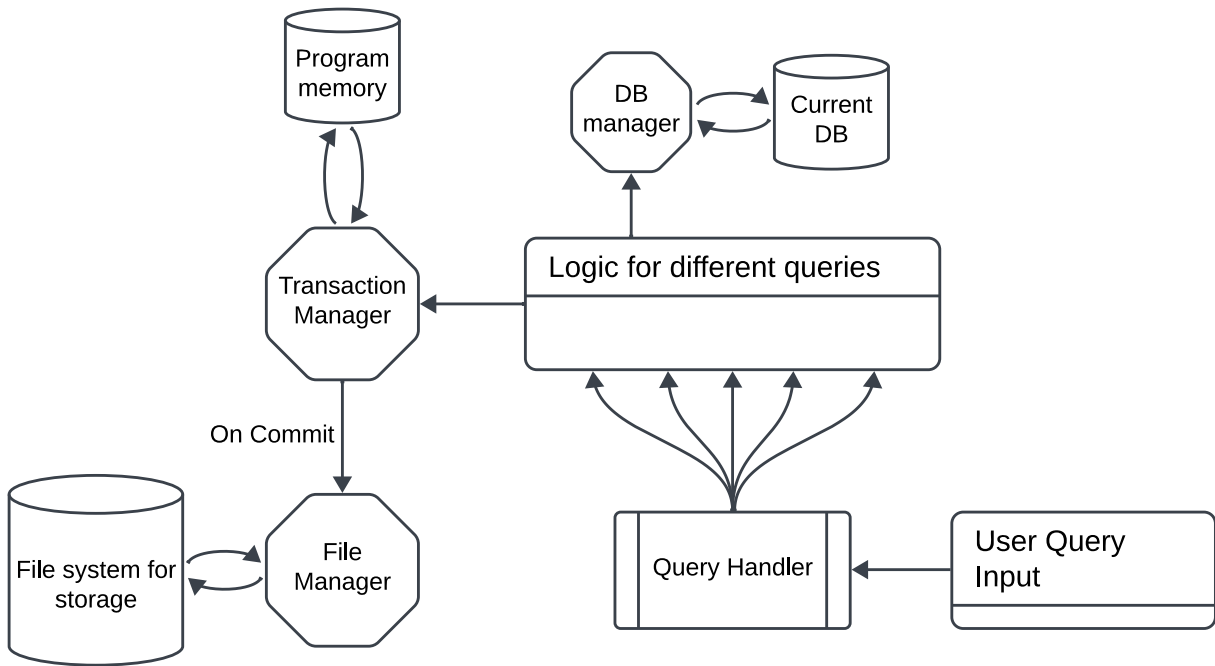 Program
memory
DB
manager
Current
DB
Logic for different queries
Transaction
Manager
On Commit
File system for
storage
File
Manager
Query Handler
User Query
Input